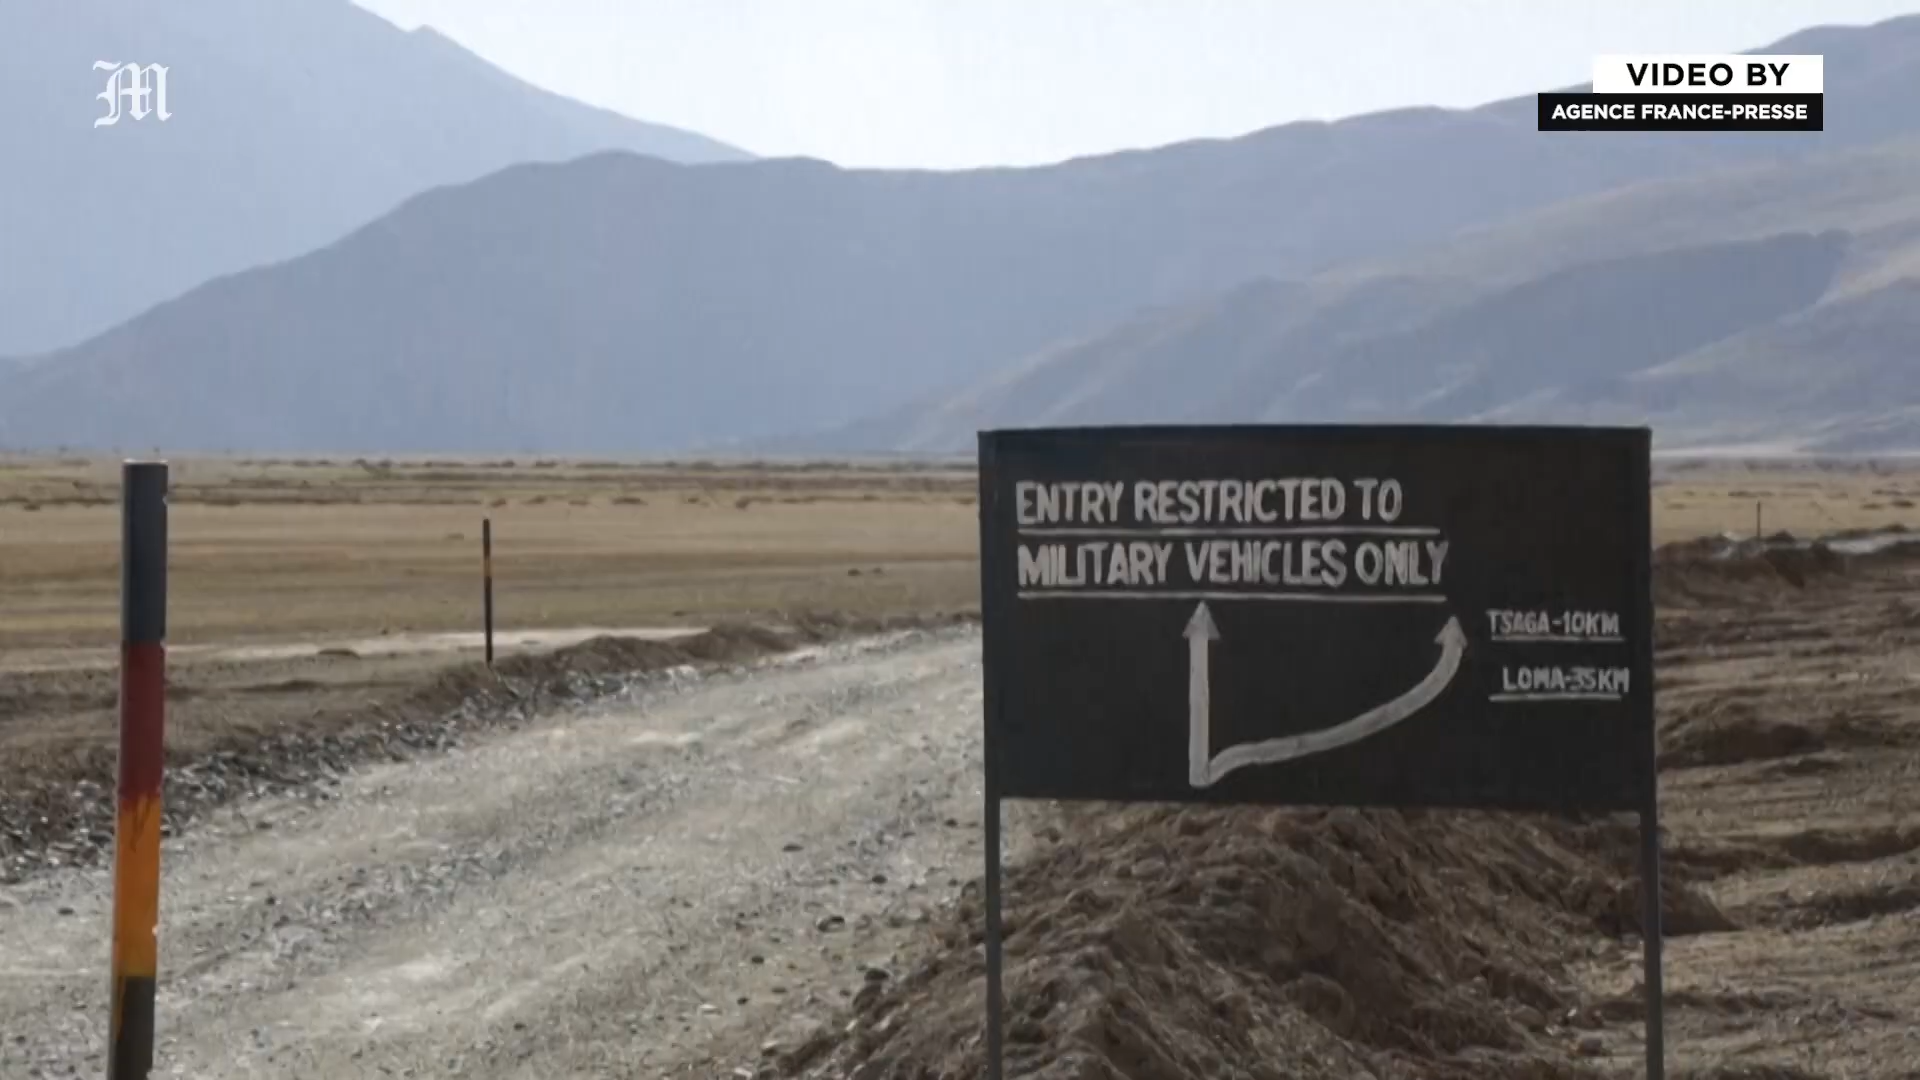 M
VIDEO BY
AGENCE FRANCE-PRESSE
ENTRY RESTRICTED TO
MILITARY VEHICLES ONLY
TSAGA-10KM
LOMA-35KM